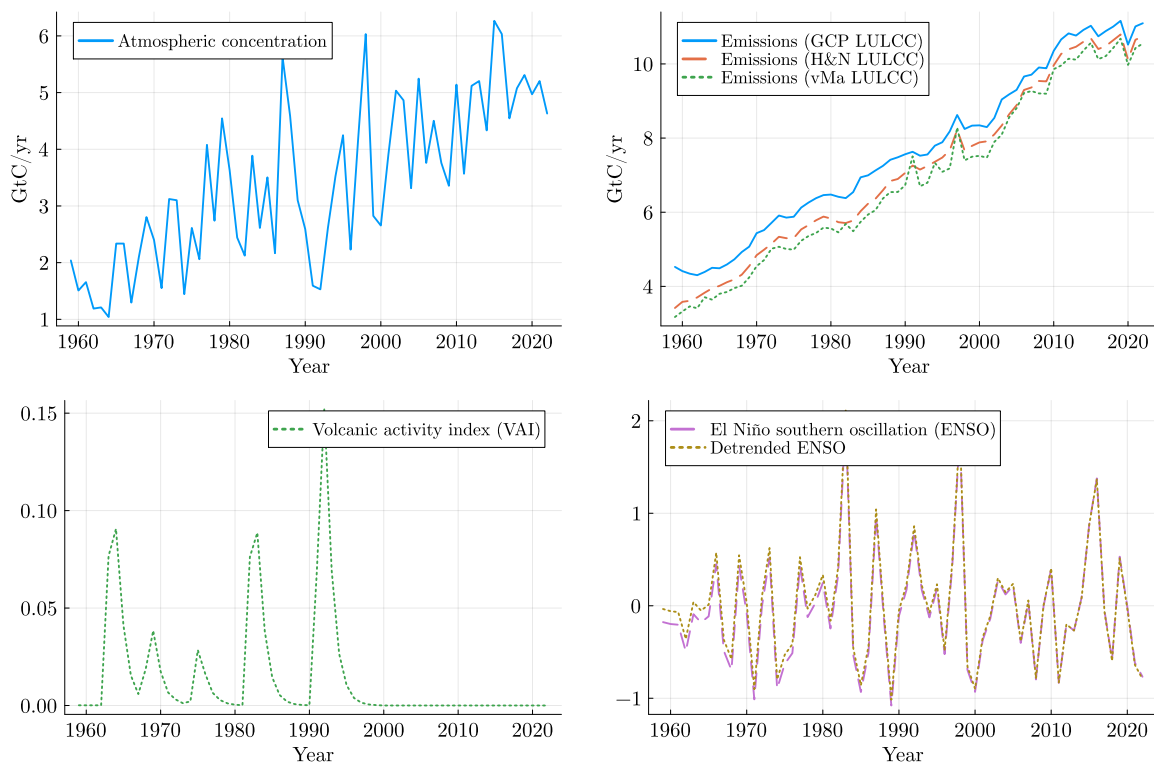 Atmospheric concentration
6
5
4
3
2
1
GtC/yr
1960 1970 1980 1990 2000 2010 2020
Year
Emissions (GCP LULCC)
Emissions (H&N LULCC)
Emissions (vMa LULCC)
10
8
6
4
GtC/yr
1960 1970 1980 1990 2000 2010 2020
Year
Volcanic activity index (VAI)
0.15
0.10
0.05
0.00
1960 1970 1980 1990 2000 2010 2020
Year
El Niño southern oscillation (ENSO)
Detrended ENSO
2
1
0
−1
1960 1970 1980 1990 2000 2010 2020
Year